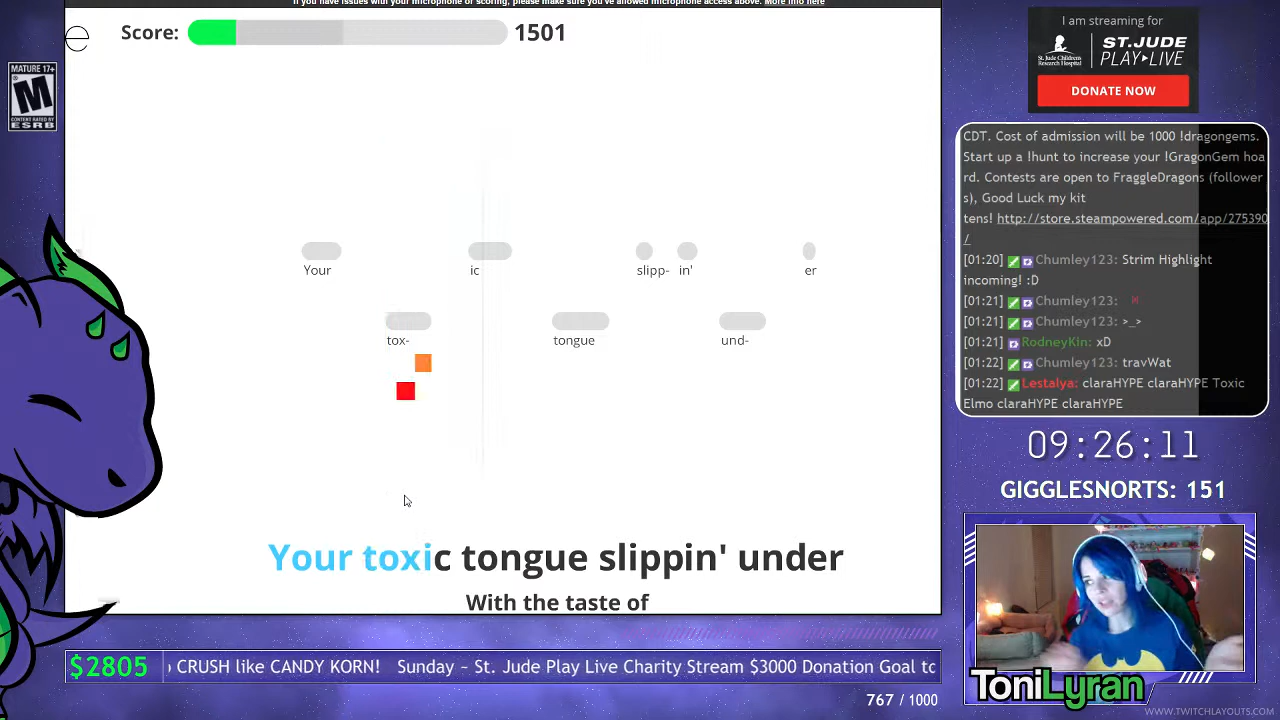 If you have issues with your microphone or scoring, please make sure you've allowed microphone access above. More info here
e
Score: 1501
MATURE 17+
M
CONTENT RATED BY
ESRB
Your
ic
slipp-
in'
er
tox-
tongue
und-
Your toxic tongue slippin' under
With the taste of
$2805
CRUSH like CANDY KORN! Sunday ~ St. Jude Play Live Charity Stream $3000 Donation Goal to
767 / 1000
I am streaming for
St. Jude Children's
Research Hospital
ST.JUDE
PLAY LIVE
DONATE NOW
CDT. Cost of admission will be 1000 !dragongems.
Start up a !hunt to increase your !GragonGem hoa
rd. Contests are open to FraggleDragons (follower
s), Good Luck my kit
tens! http://store.steampowered.com/app/275390
/
[01:20] Chumley123: Strim Highlight
incoming! :D
[01:21] Chumley123:
[01:21] Chumley123: >_>
[01:21] RodneyKin: xD
[01:22] Chumley123: travWat
[01:22] Lestalya: claraHYPE claraHYPE Toxic
Elmo claraHYPE claraHYPE
09:26:11
GIGGLESNORTS: 151
ToniLyran
WWW.TWITCHLAYOUTS.COM